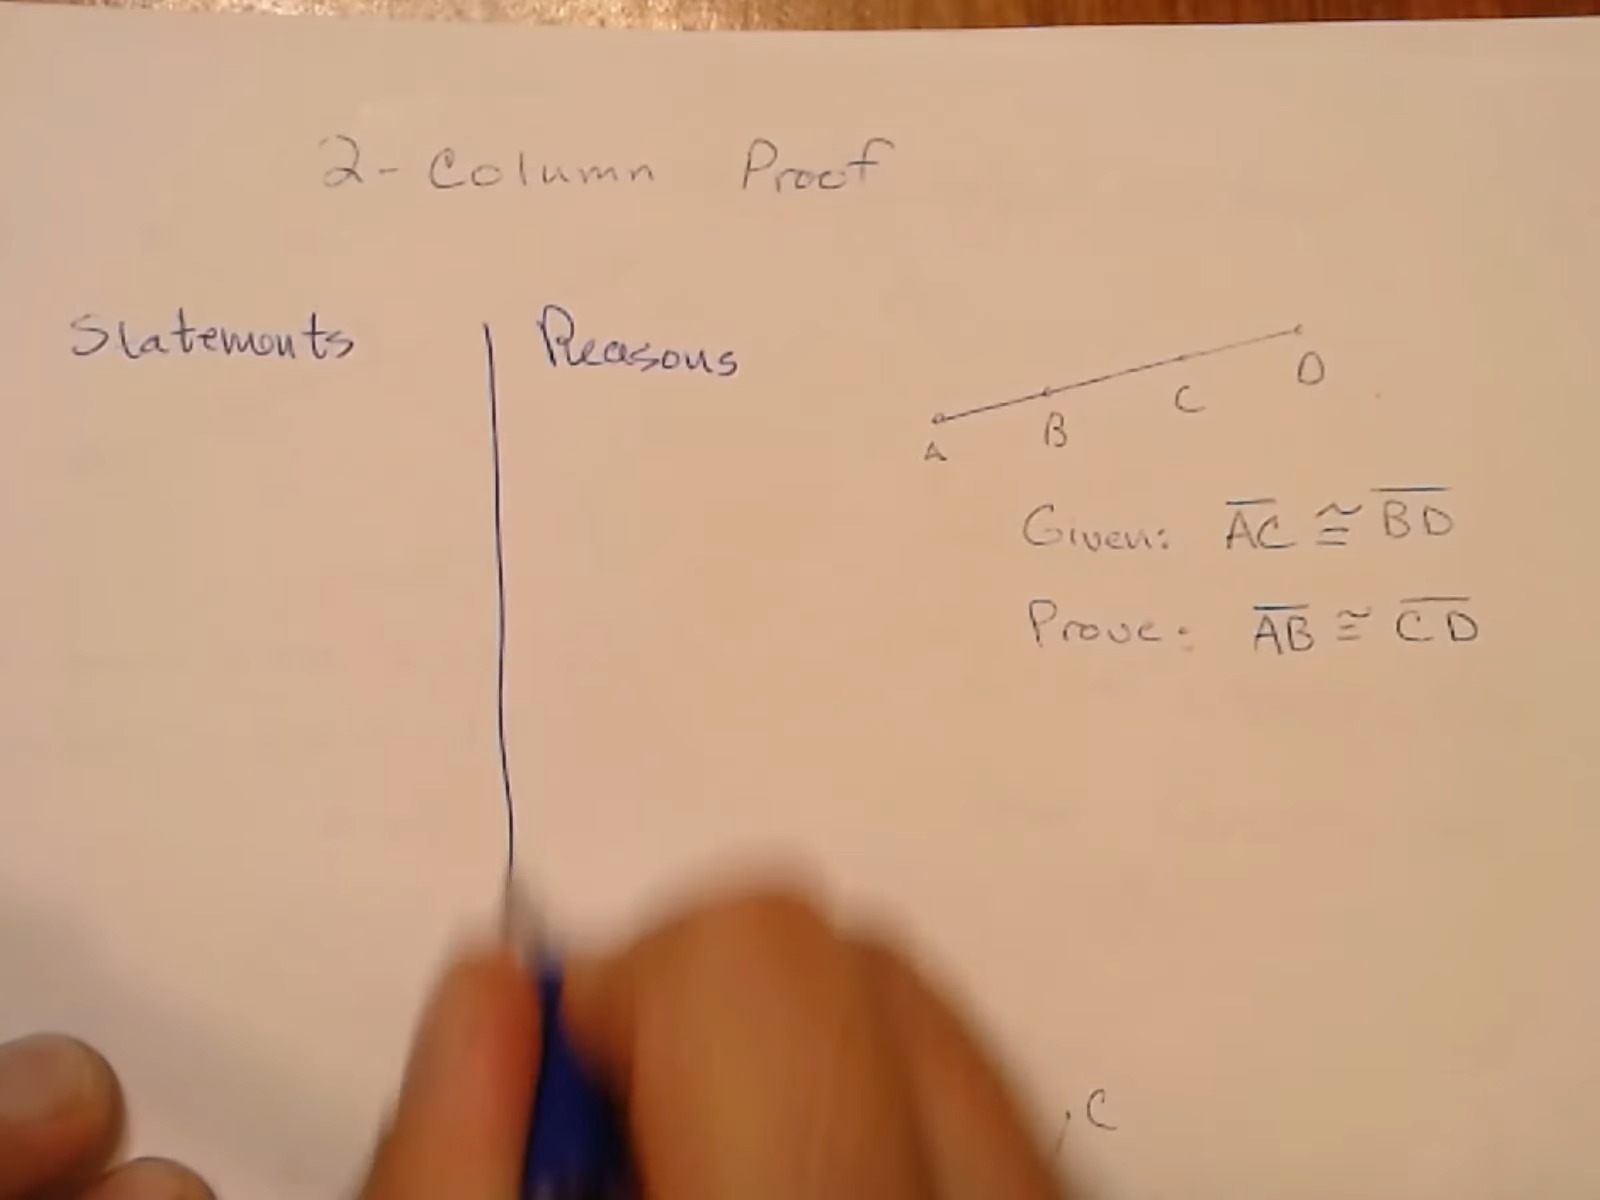 2-Column Proof
Statements
Reasons
A
B
C
D
Given: AC ≅ BD
Prove: AB ≅ CD
C